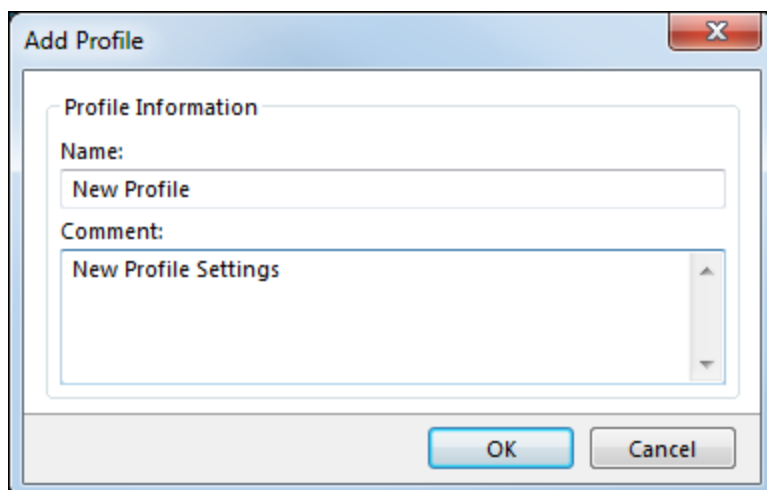 Add Profile
Profile Information
Name:
New Profile
Comment:
New Profile Settings
OK
Cancel